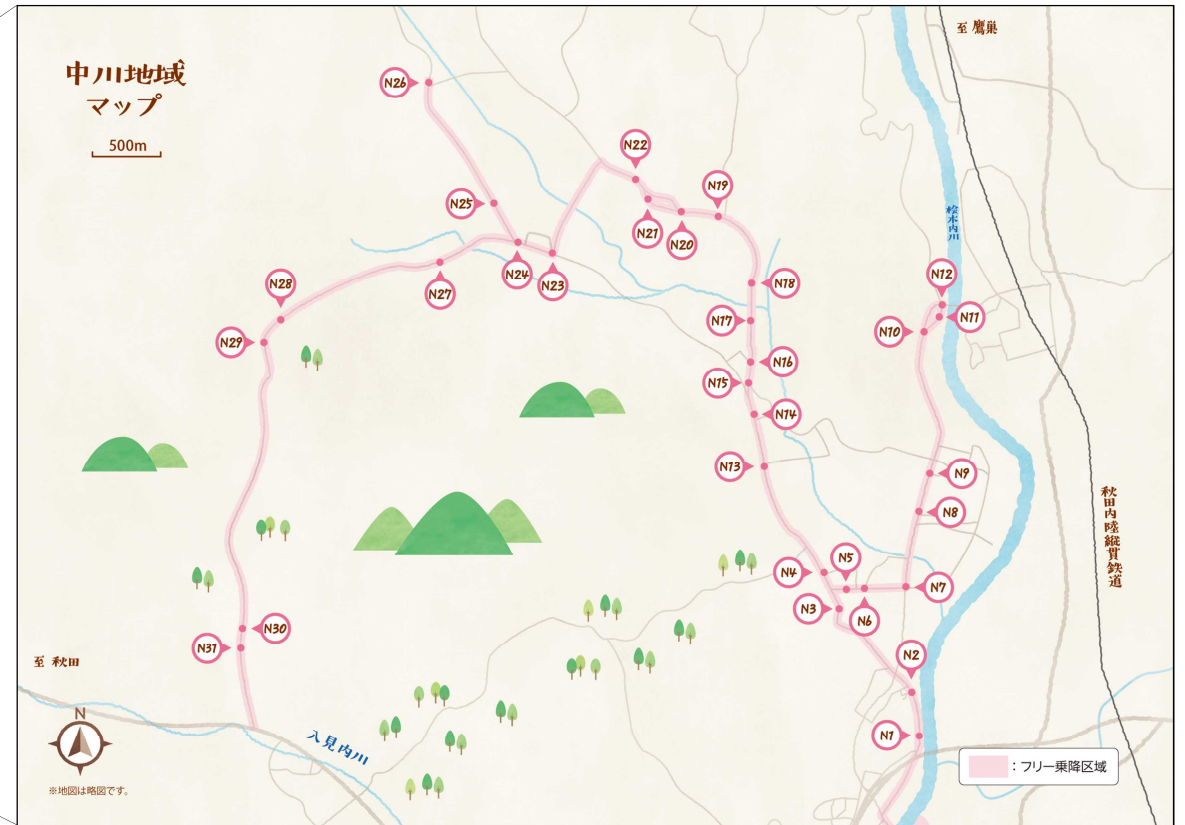 中川地域
マップ
500m
至 鷹巣
N26
N22
N19
N25
N21
N20
桧木内川
N24
N23
N12
N28
N27
N18
N11
N17
N10
N29
N16
N15
N14
N13
N9
秋田内陸縦貫鉄道
N8
N5
N4
N7
N3
N6
N30
N31
N2
至 秋田
N
入見内川
N1
：フリー乗降区域
※地図は略図です。